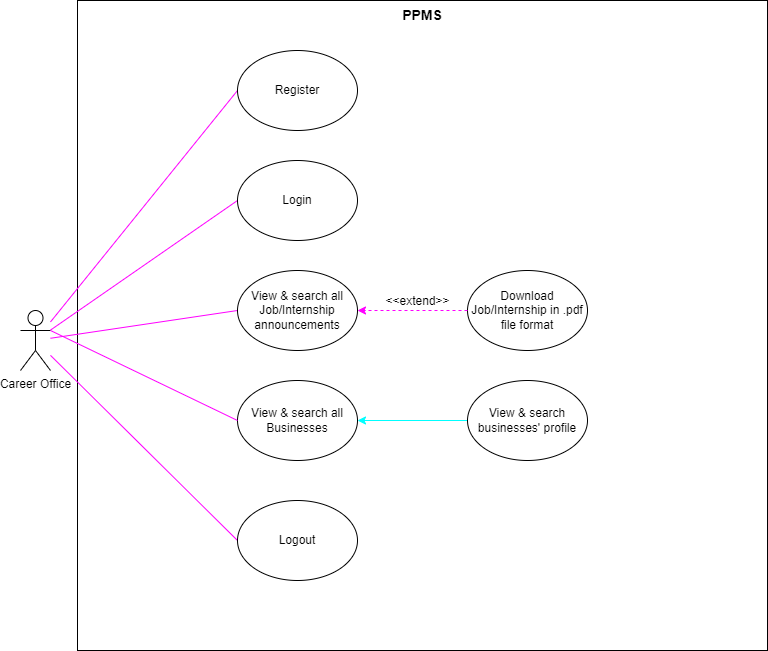 PPMS
Register
Login
View & search all
Job/Internship
announcements
<<extend>>
Download
Job/Internship in .pdf
file format
Career Office
View & search all
Businesses
View & search
businesses' profile
Logout